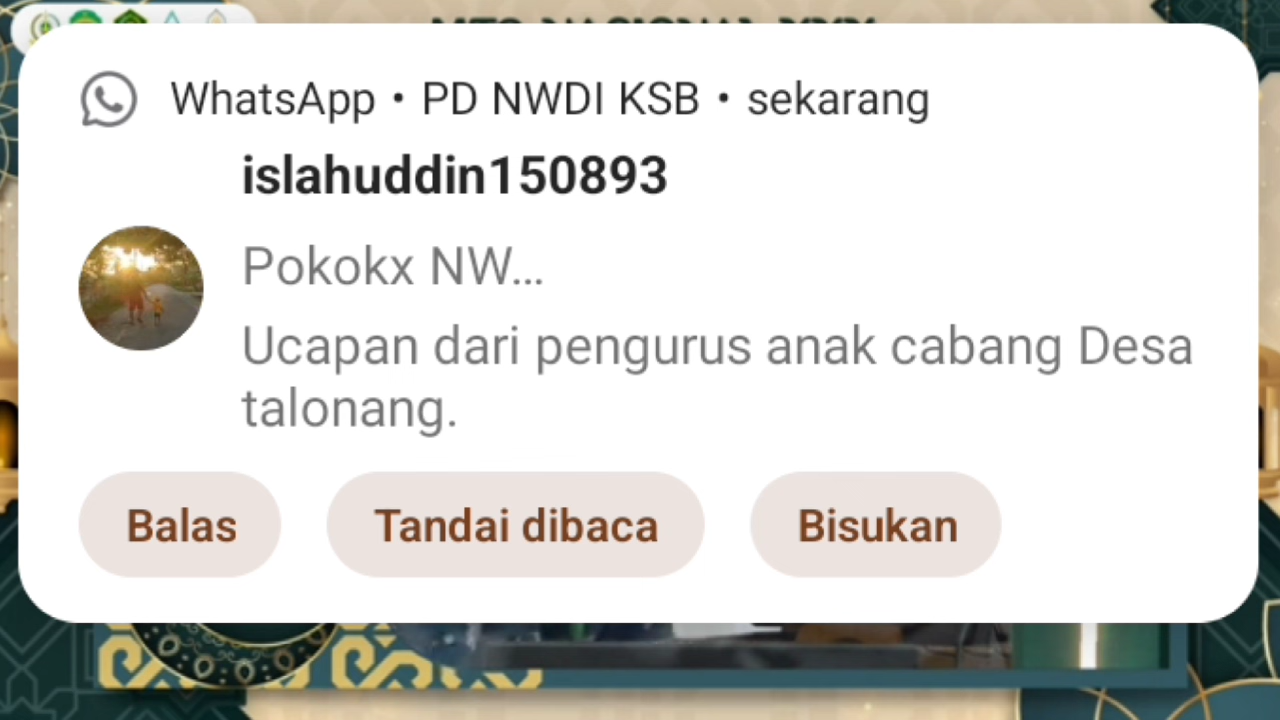 WhatsApp • PD NWDI KSB • sekarang
islahuddin150893
Pokokx NW...
Ucapan dari pengurus anak cabang Desa
talonang.
Balas
Tandai dibaca
Bisukan